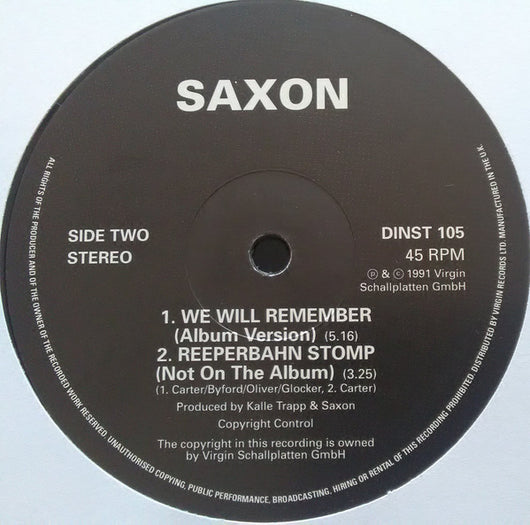 SAXON
SIDE TWO
STEREO
DINST 105
45 RPM
Ⓟ & © 1991 Virgin
Schallplatten GmbH
1. WE WILL REMEMBER
(Album Version) (5.16)
2. REEPERBAHN STOMP
(Not On The Album) (3.25)
(1. Carter/Byford/Oliver/Glocker, 2. Carter)
Produced by Kalle Trapp & Saxon
Copyright Control
The copyright in this recording is owned
by Virgin Schallplatten GmbH
ALL RIGHTS OF THE PRODUCER AND OF THE OWNER OF THE RECORDED WORK RESERVED. UNAUTHORISED COPYING, PUBLIC PERFORMANCE, BROADCASTING, HIRING OR RENTAL OF THIS RECORDING PROHIBITED. DISTRIBUTED BY VIRGIN RECORDS LTD. MANUFACTURED IN THE U.K.